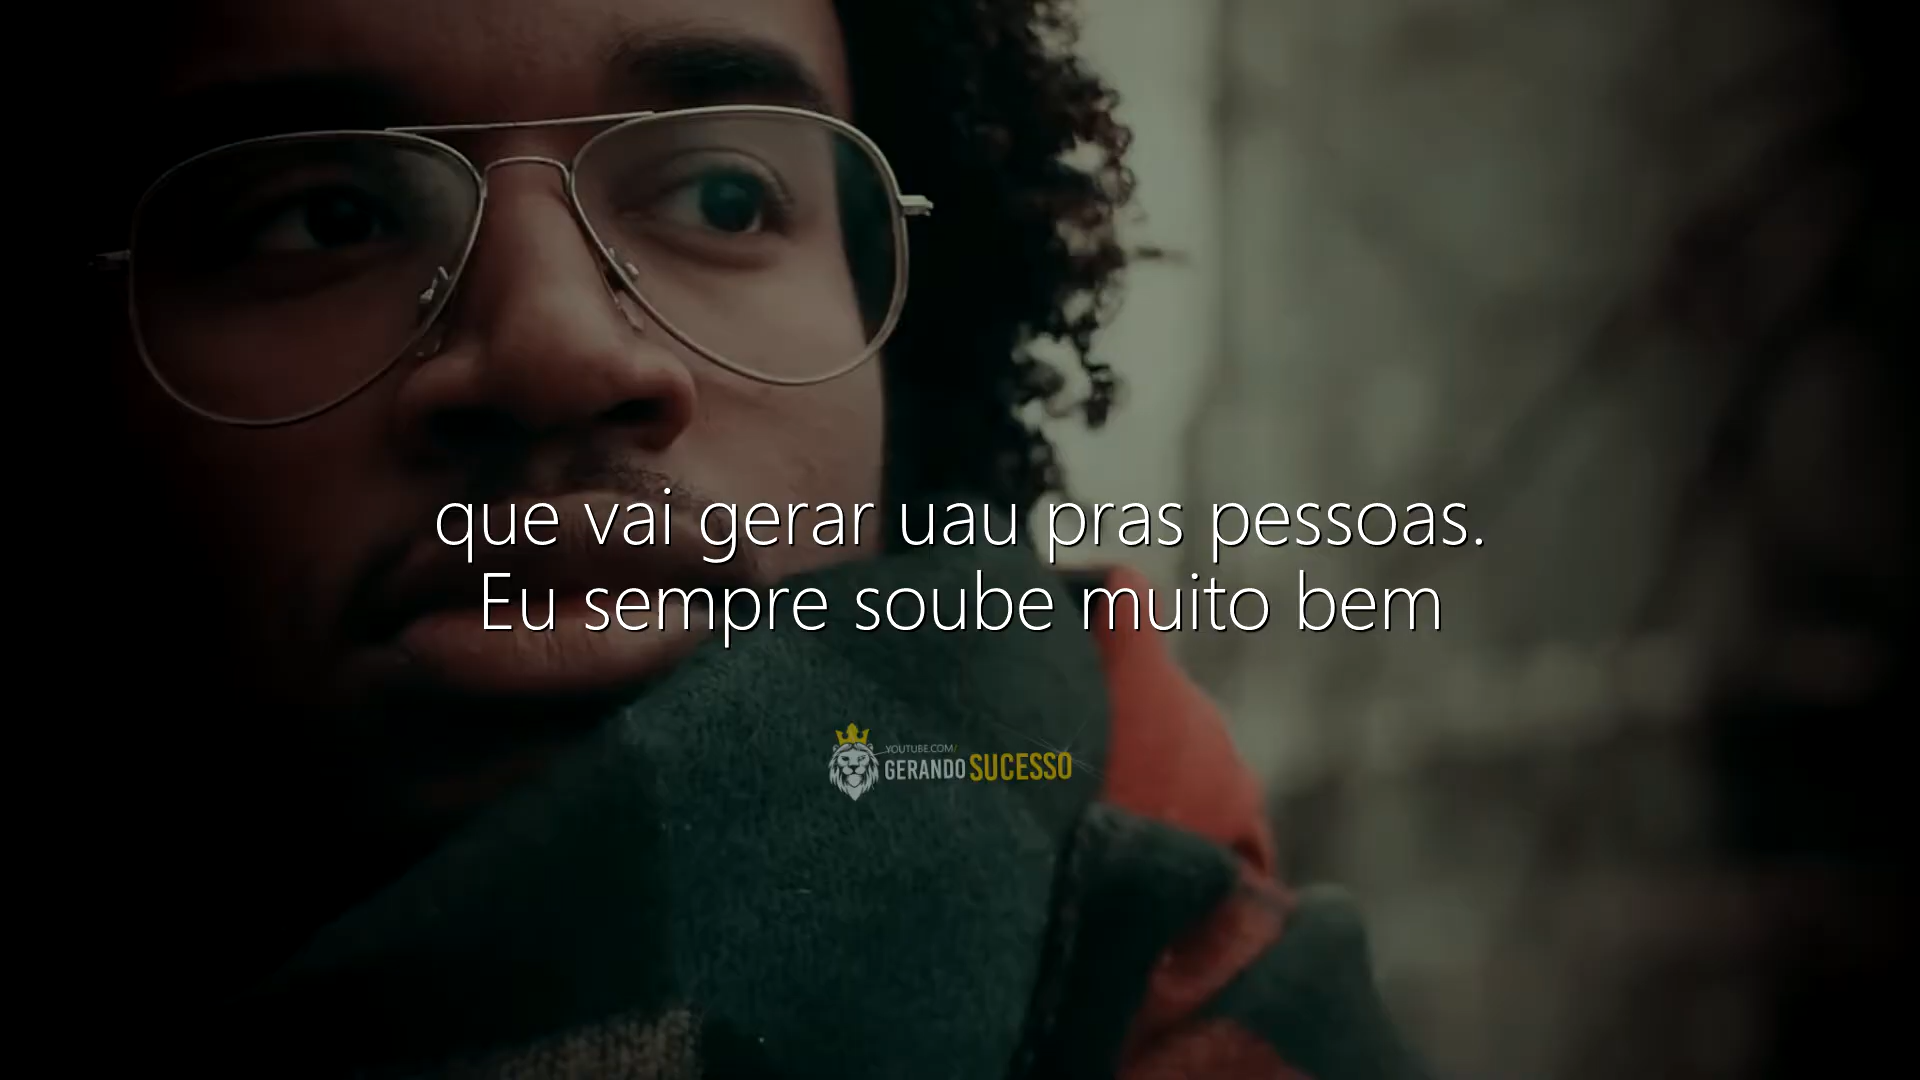 que vai gerar uau pras pessoas.
Eu sempre soube muito bem
YOUTUBE.COM/
GERANDO SUCESSO